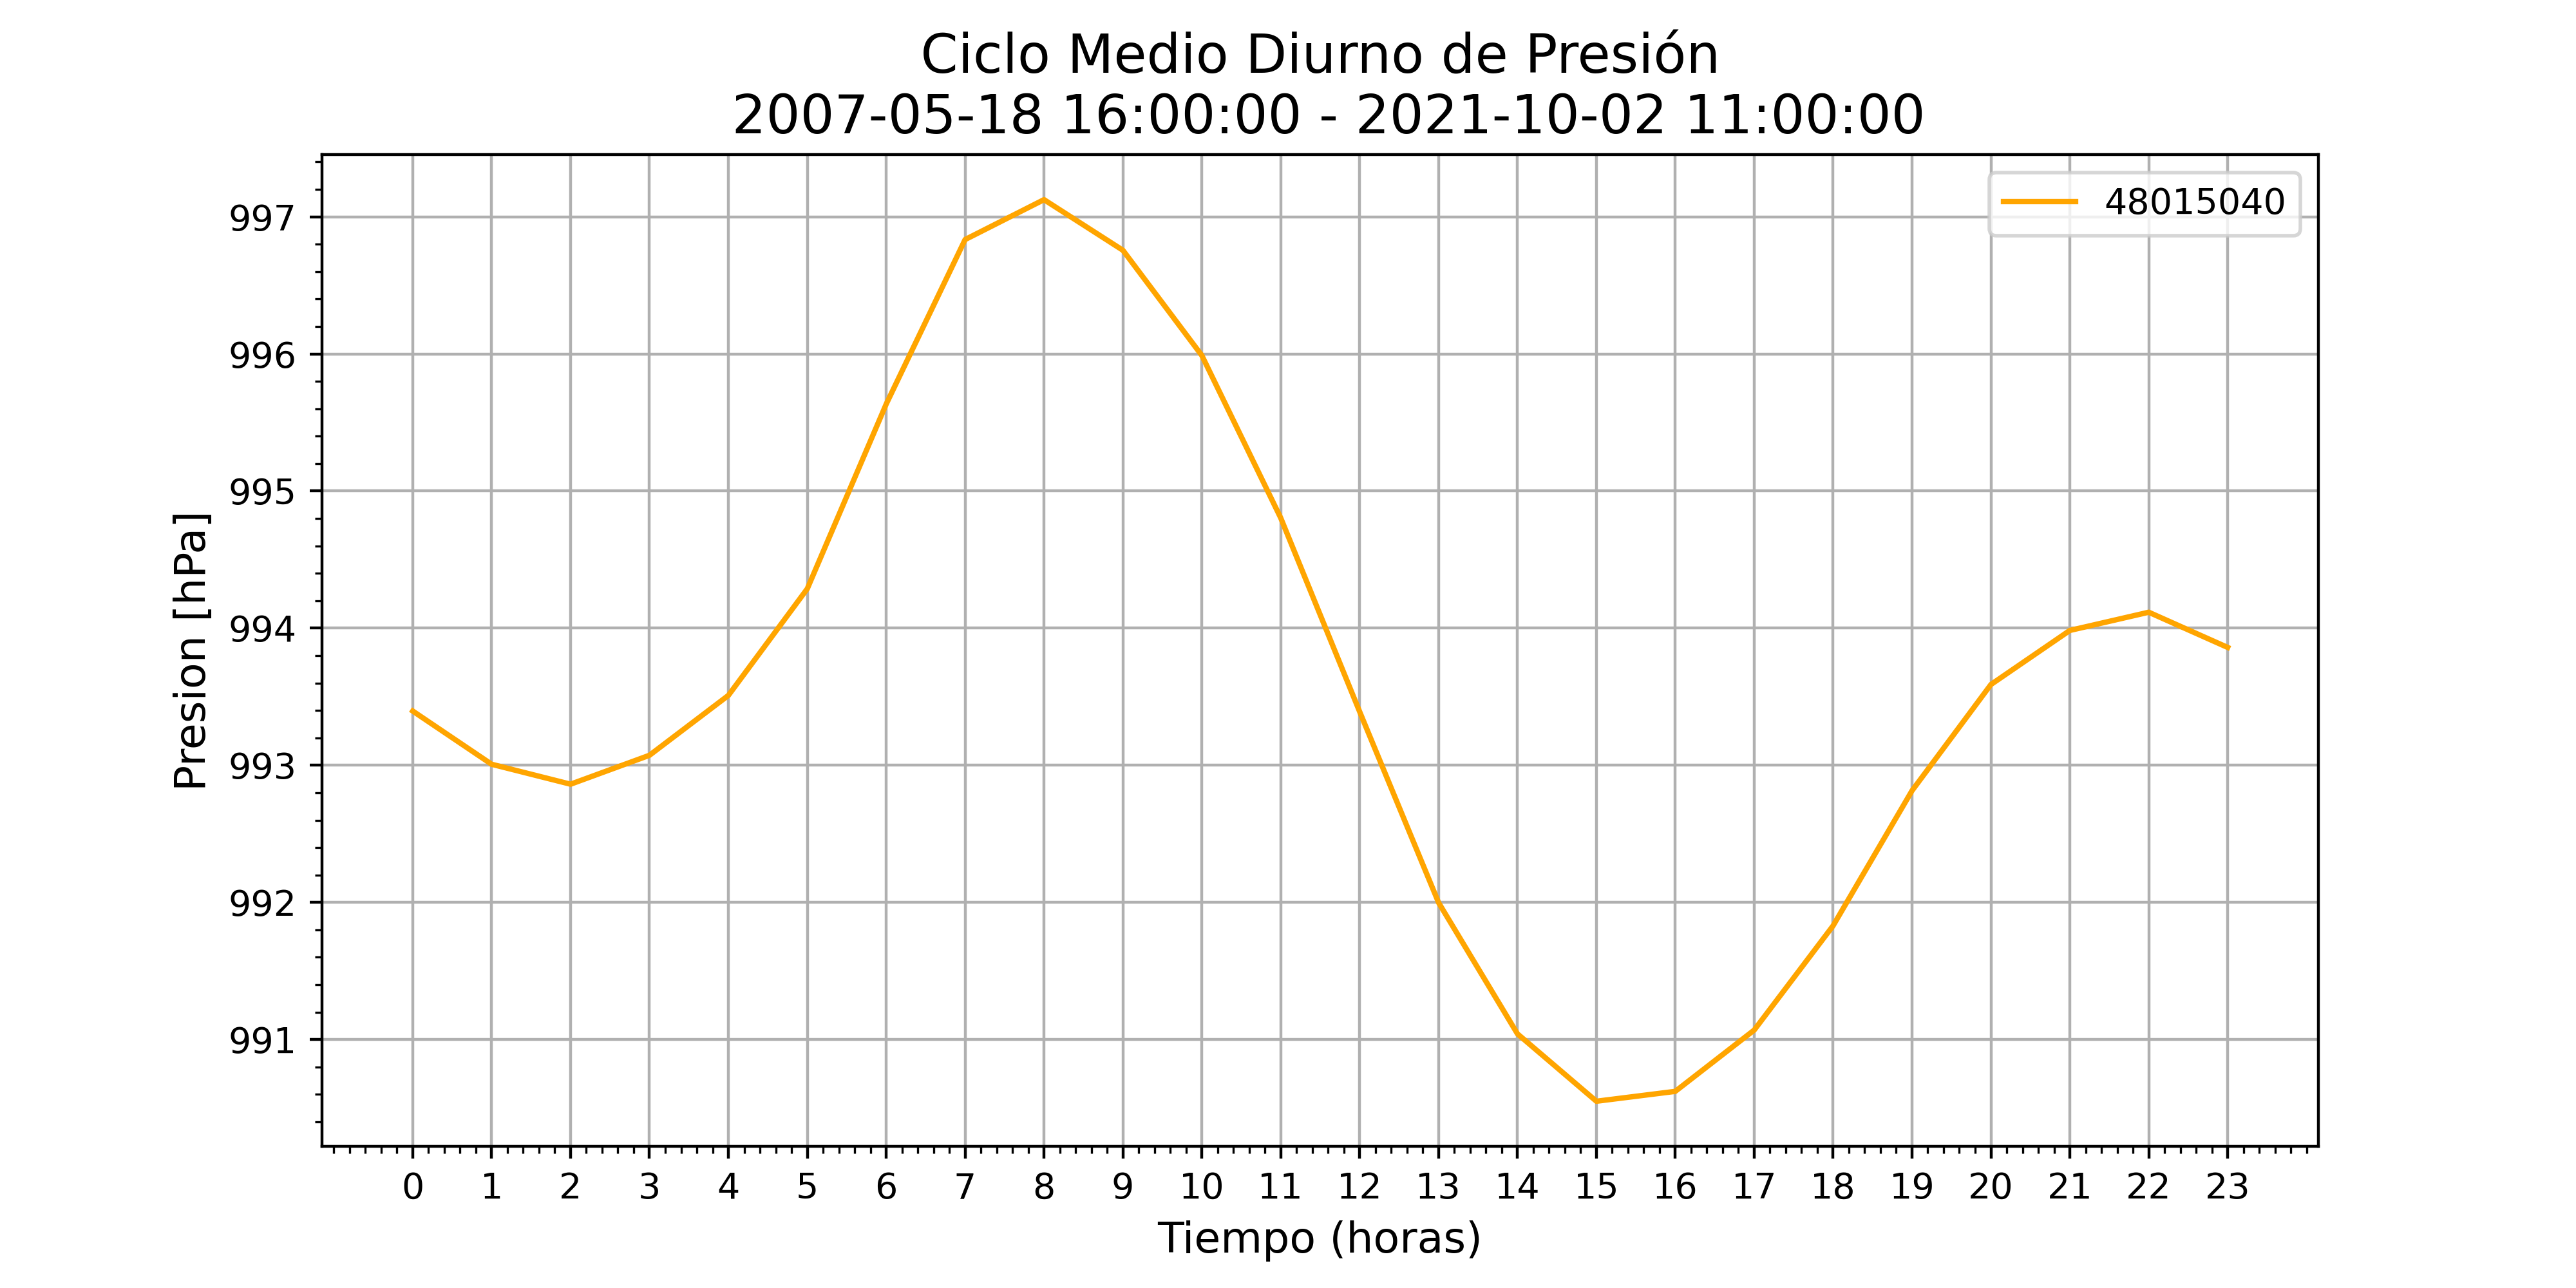 Ciclo Medio Diurno de Presión
2007-05-18 16:00:00 - 2021-10-02 11:00:00
48015040
997
996
995
994
993
992
991
Presion [hPa]
0 1 2 3 4 5 6 7 8 9 10 11 12 13 14 15 16 17 18 19 20 21 22 23
Tiempo (horas)